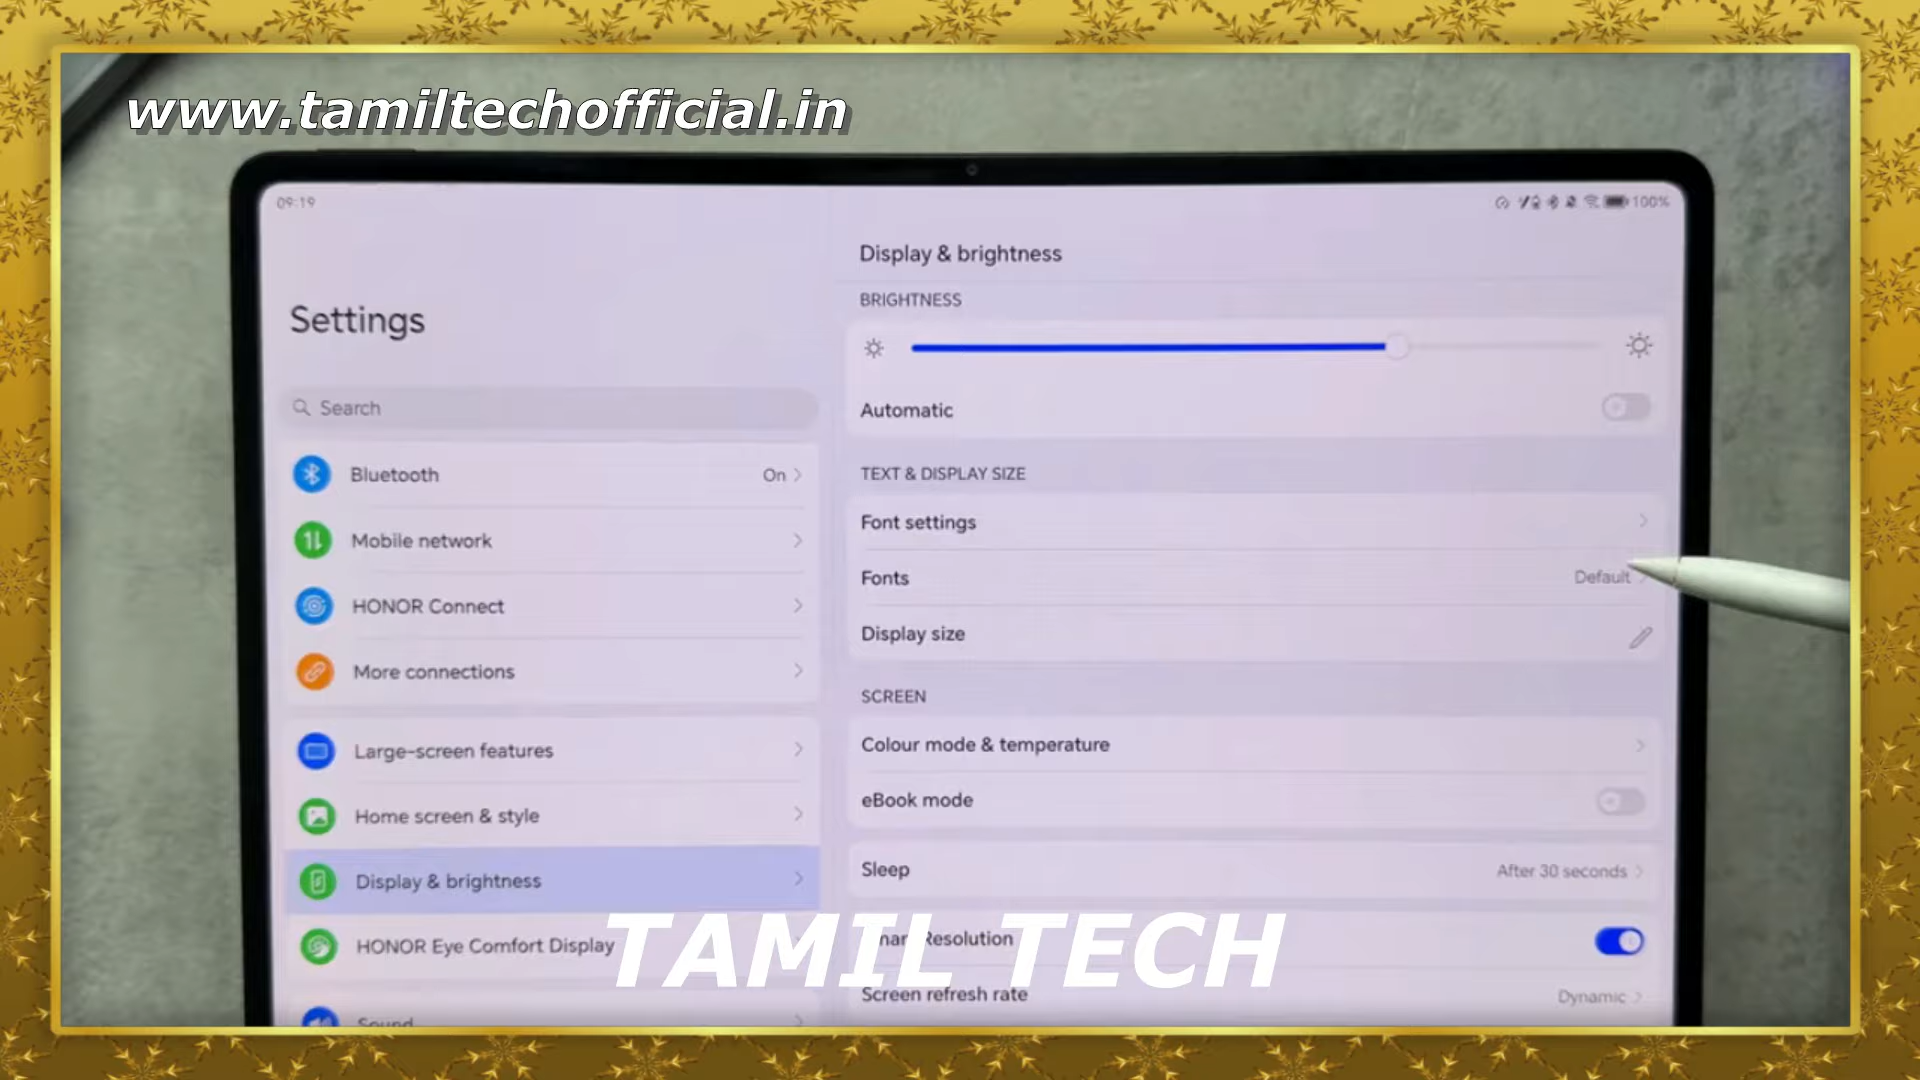 www.tamiltechofficial.in
09:19
100%
Settings
Search
Bluetooth
On
Mobile network
HONOR Connect
More connections
Large-screen features
Home screen & style
Display & brightness
HONOR Eye Comfort Display
Sound
Display & brightness
BRIGHTNESS
Automatic
TEXT & DISPLAY SIZE
Font settings
Fonts
Default
Display size
SCREEN
Colour mode & temperature
eBook mode
Sleep
After 30 seconds
Resolution
Screen refresh rate
Dynamic
TAMIL TECH